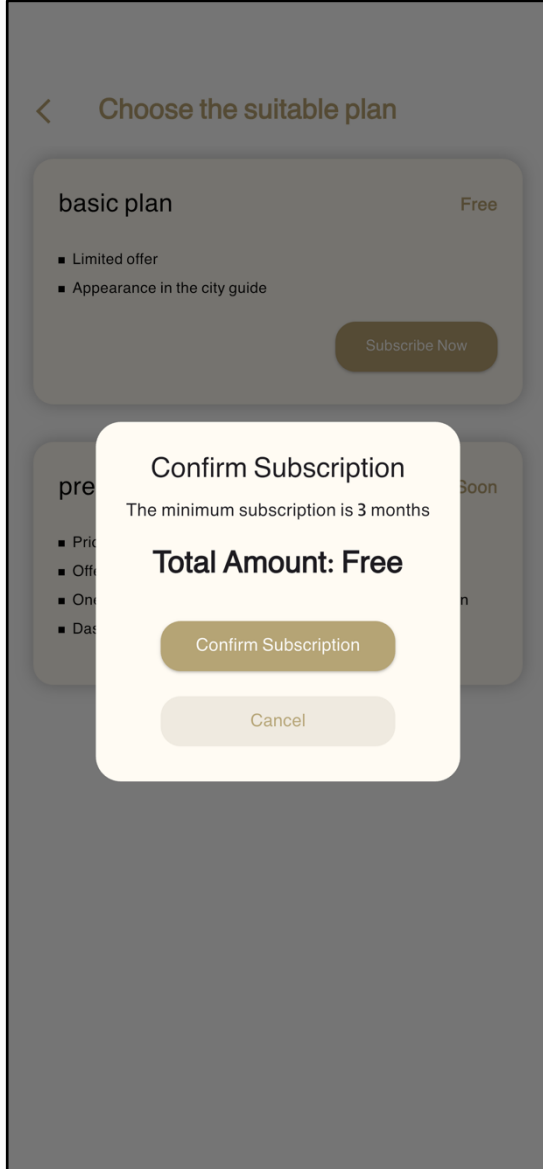 Choose the suitable plan
basic plan
Free
Limited offer
Appearance in the city guide
Subscribe Now
Confirm Subscription
The minimum subscription is 3 months
Total Amount: Free
Confirm Subscription
Cancel
Soon